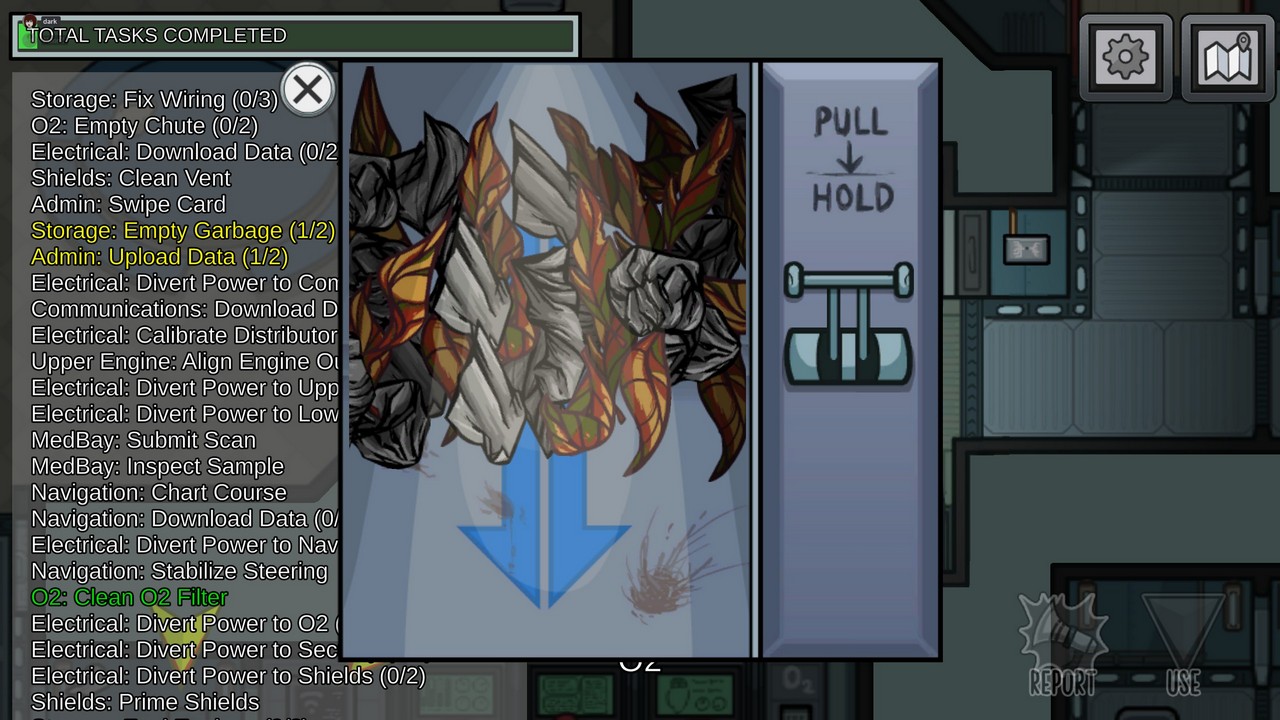 dark
TOTAL TASKS COMPLETED
Storage: Fix Wiring (0/3)
O2: Empty Chute (0/2)
Electrical: Download Data (0/2
Shields: Clean Vent
Admin: Swipe Card
Storage: Empty Garbage (1/2)
Admin: Upload Data (1/2)
Electrical: Divert Power to Com
Communications: Download D
Electrical: Calibrate Distributor
Upper Engine: Align Engine Ou
Electrical: Divert Power to Upp
Electrical: Divert Power to Low
MedBay: Submit Scan
MedBay: Inspect Sample
Navigation: Chart Course
Navigation: Download Data (0/
Electrical: Divert Power to Nav
Navigation: Stabilize Steering
O2: Clean O2 Filter
Electrical: Divert Power to O2 (
Electrical: Divert Power to Sec
Electrical: Divert Power to Shields (0/2)
Shields: Prime Shields
PULL
HOLD
O2
O2
REPORT
USE